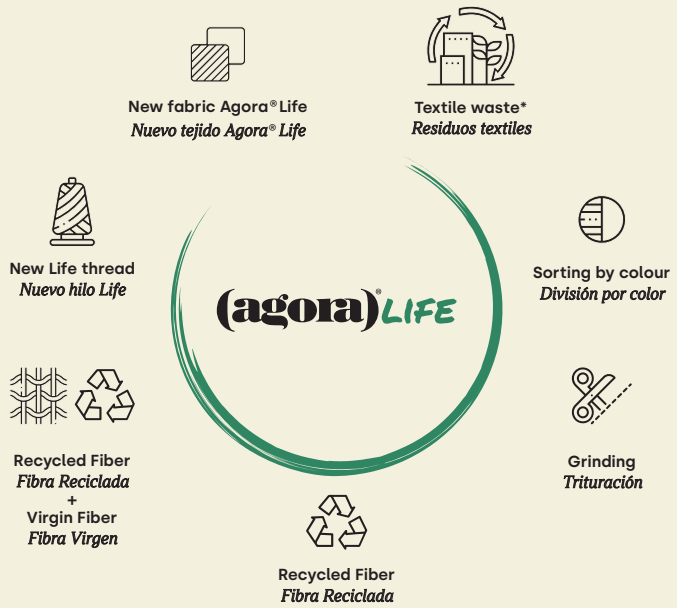 New fabric Agora® Life
Nuevo tejido Agora® Life
Textile waste*
Residuos textiles
New Life thread
Nuevo hilo Life
Sorting by colour
División por color
(agora)® LIFE
Recycled Fiber
Fibra Reciclada
+
Virgin Fiber
Fibra Virgen
Grinding
Trituración
Recycled Fiber
Fibra Reciclada